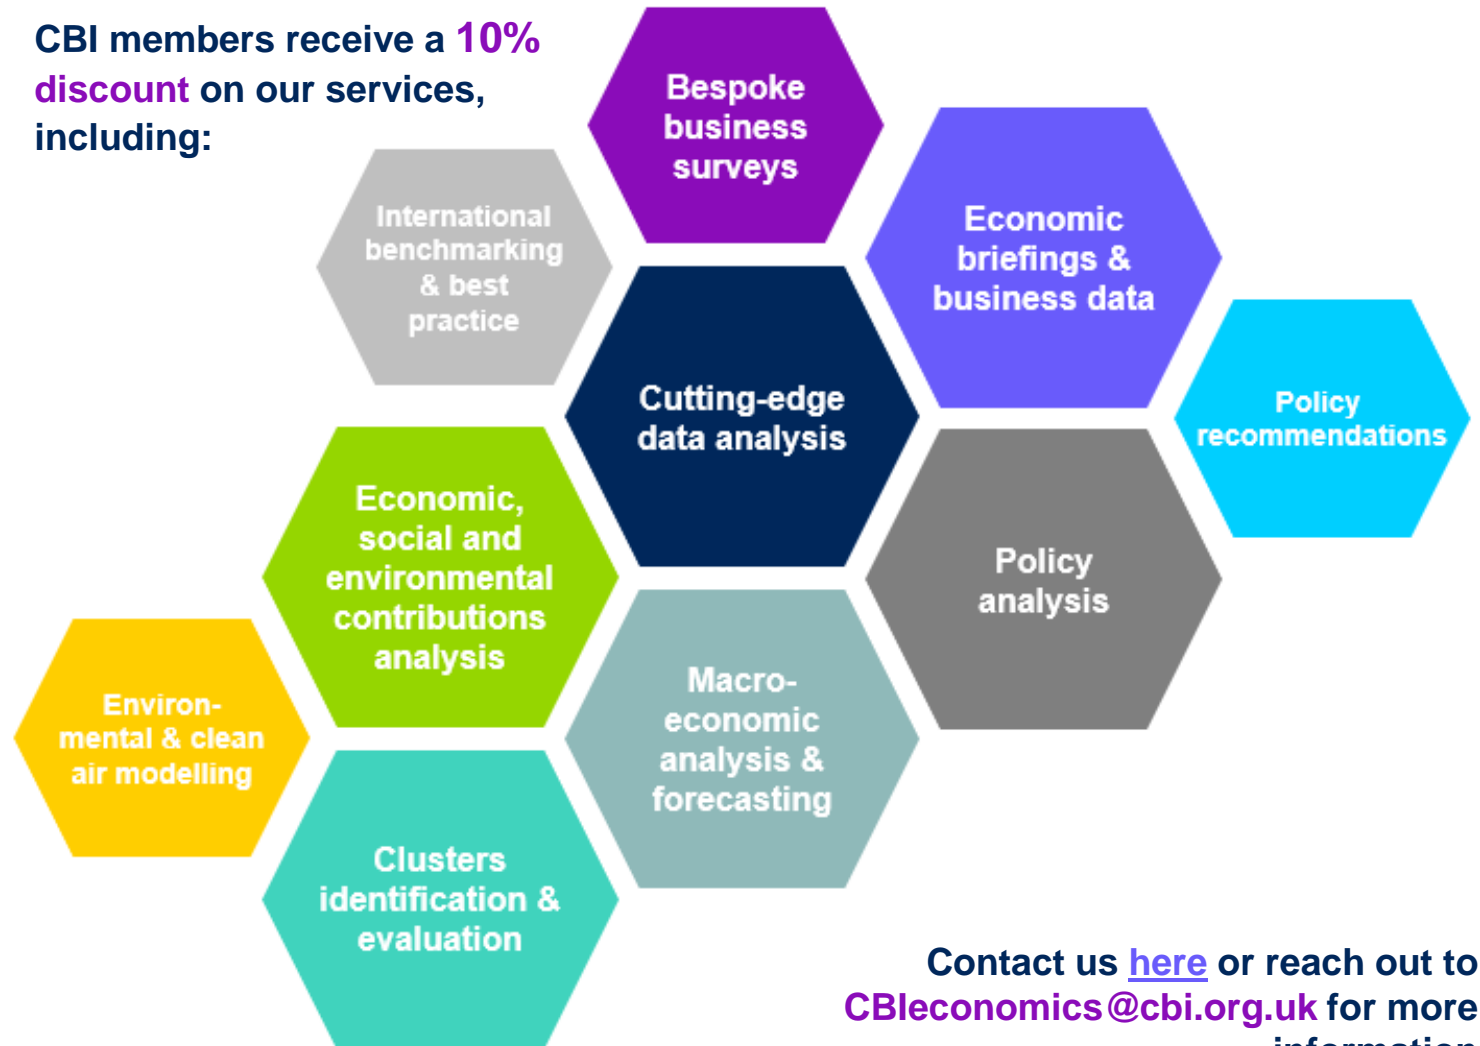 CBI members receive a 10%
discount on our services,
including:
Bespoke
business
surveys
International
benchmarking
& best
practice
Economic
briefings &
business data
Cutting-edge
data analysis
Policy
recommendations
Economic,
social and
environmental
contributions
analysis
Policy
analysis
Macro-
economic
analysis &
forecasting
Environ-
mental & clean
air modelling
Clusters
identification &
evaluation
Contact us here or reach out to
CBIeconomics@cbi.org.uk for more
information